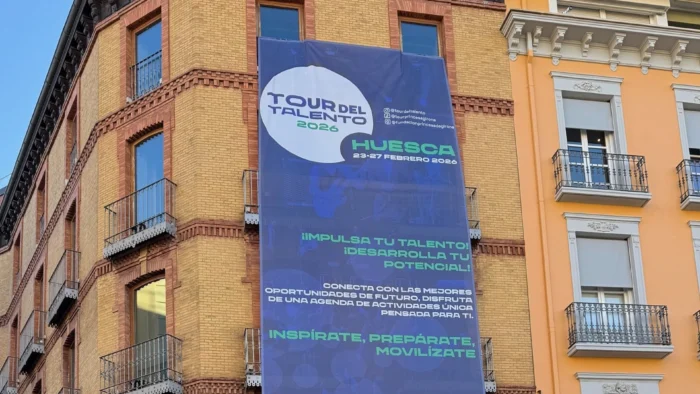 TOUR DEL
TALENTO
2026
HUESCA
23-27 FEBRERO 2026
¡IMPULSA TU TALENTO!
¡DESARROLLA TU
POTENCIAL!
CONECTA CON LAS MEJORES
OPORTUNIDADES DE FUTURO, DISFRUTA
DE UNA AGENDA DE ACTIVIDADES ÚNICA
PENSADA PARA TI.
INSPÍRATE, PREPÁRATE,
MOVILÍZATE